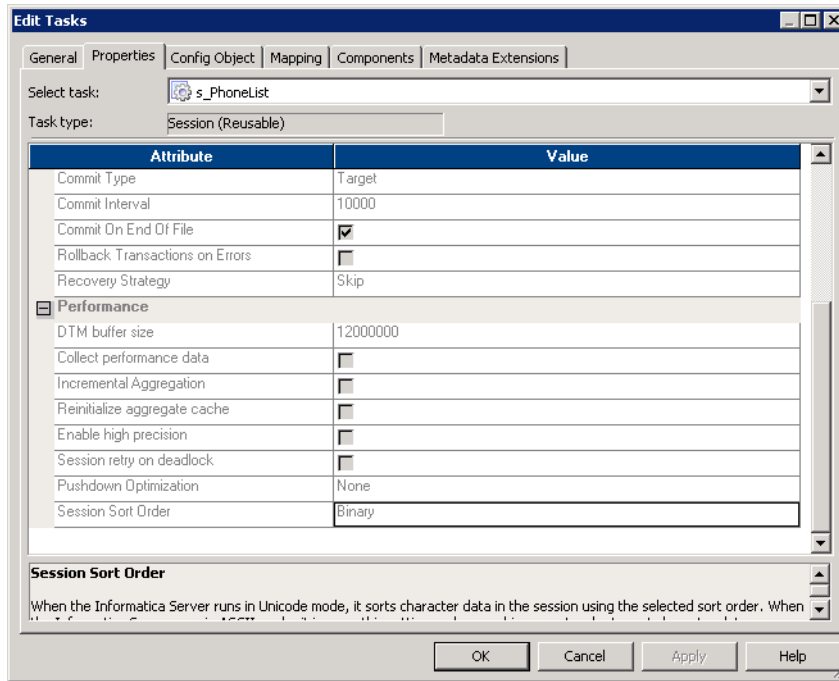 Edit Tasks
General Properties Config Object Mapping Components Metadata Extensions
Select task: s_PhoneList
Task type: Session (Reusable)
Attribute Value
Commit Type Target
Commit Interval 10000
Commit On End Of File
Rollback Transactions on Errors
Recovery Strategy Skip
Performance
DTM buffer size 12000000
Collect performance data
Incremental Aggregation
Reinitialize aggregate cache
Enable high precision
Session retry on deadlock
Pushdown Optimization None
Session Sort Order Binary
Session Sort Order
When the Informatica Server runs in Unicode mode, it sorts character data in the session using the selected sort order. When
OK Cancel Apply Help